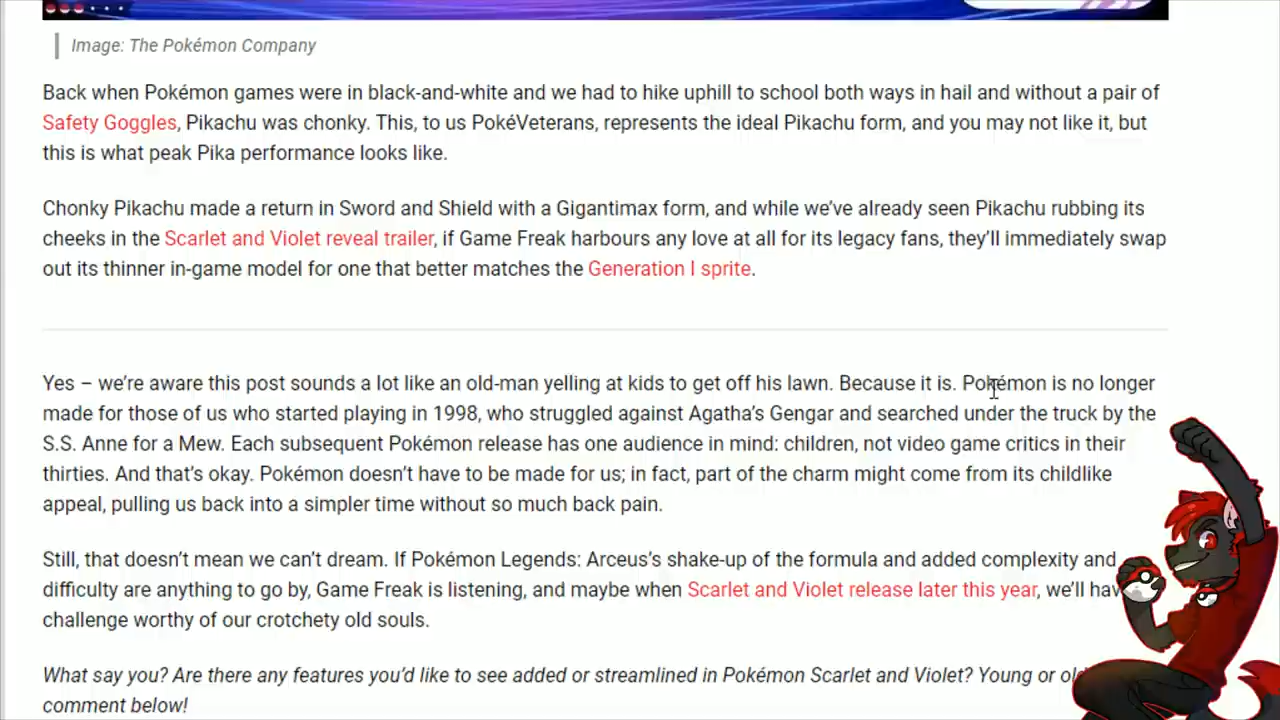 Image: The Pokémon Company
Back when Pokémon games were in black-and-white and we had to hike uphill to school both ways in hail and without a pair of
Safety Goggles, Pikachu was chonky. This, to us PokéVeterans, represents the ideal Pikachu form, and you may not like it, but
this is what peak Pika performance looks like.
Chonky Pikachu made a return in Sword and Shield with a Gigantimax form, and while we've already seen Pikachu rubbing its
cheeks in the Scarlet and Violet reveal trailer, if Game Freak harbours any love at all for its legacy fans, they'll immediately swap
out its thinner in-game model for one that better matches the Generation I sprite.
Yes – we're aware this post sounds a lot like an old-man yelling at kids to get off his lawn. Because it is. Pokémon is no longer
made for those of us who started playing in 1998, who struggled against Agatha's Gengar and searched under the truck by the
S.S. Anne for a Mew. Each subsequent Pokémon release has one audience in mind: children, not video game critics in their
thirties. And that's okay. Pokémon doesn't have to be made for us; in fact, part of the charm might come from its childlike
appeal, pulling us back into a simpler time without so much back pain.
Still, that doesn't mean we can't dream. If Pokémon Legends: Arceus's shake-up of the formula and added complexity and
difficulty are anything to go by, Game Freak is listening, and maybe when Scarlet and Violet release later this year, we'll
challenge worthy of our crotchety old souls.
What say you? Are there any features you'd like to see added or streamlined in Pokémon Scarlet and Violet? Young or
comment below!